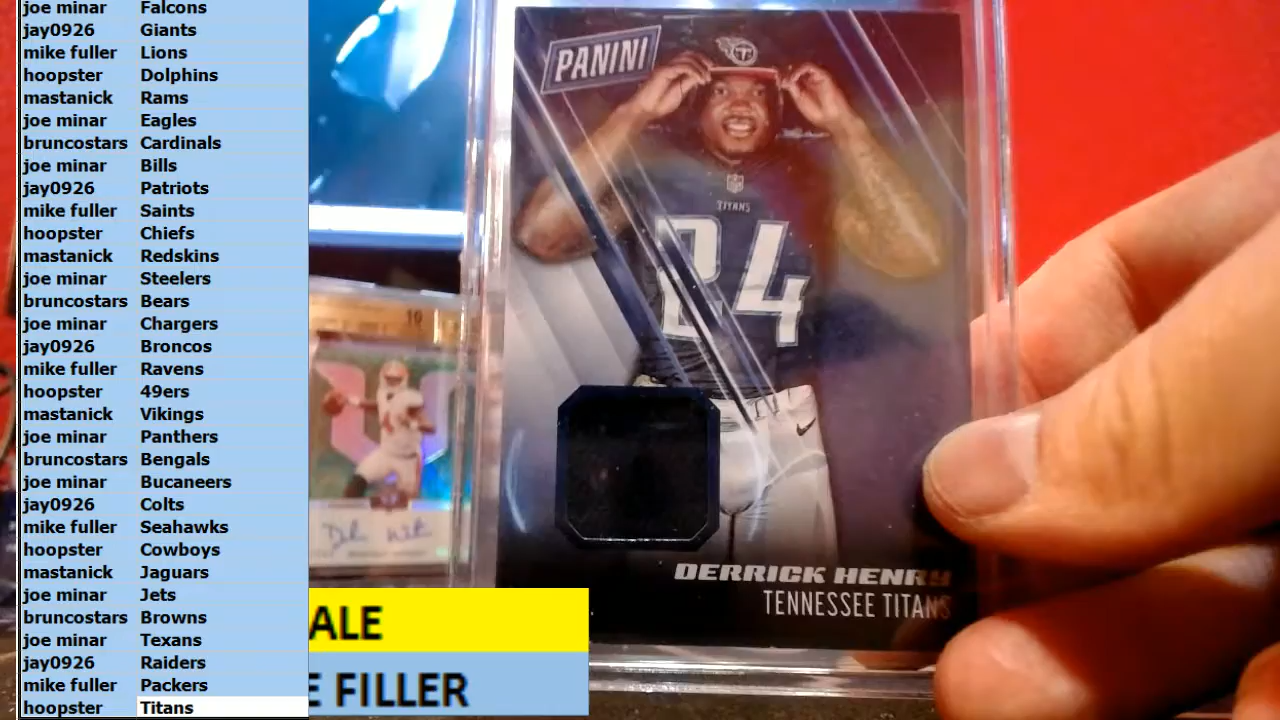 joe minar Falcons
jay0926 Giants
mike fuller Lions
hoopster Dolphins
mastanick Rams
joe minar Eagles
bruncostars Cardinals
joe minar Bills
jay0926 Patriots
mike fuller Saints
hoopster Chiefs
mastanick Redskins
joe minar Steelers
bruncostars Bears
joe minar Chargers
jay0926 Broncos
mike fuller Ravens
hoopster 49ers
mastanick Vikings
joe minar Panthers
bruncostars Bengals
joe minar Bucaneers
jay0926 Colts
mike fuller Seahawks
hoopster Cowboys
mastanick Jaguars
joe minar Jets
bruncostars Browns
joe minar Texans
jay0926 Raiders
mike fuller Packers
hoopster Titans
PANINI
TITANS
24
DERRICK HENRY
TENNESSEE TITANS
10
ALE
E FILLER